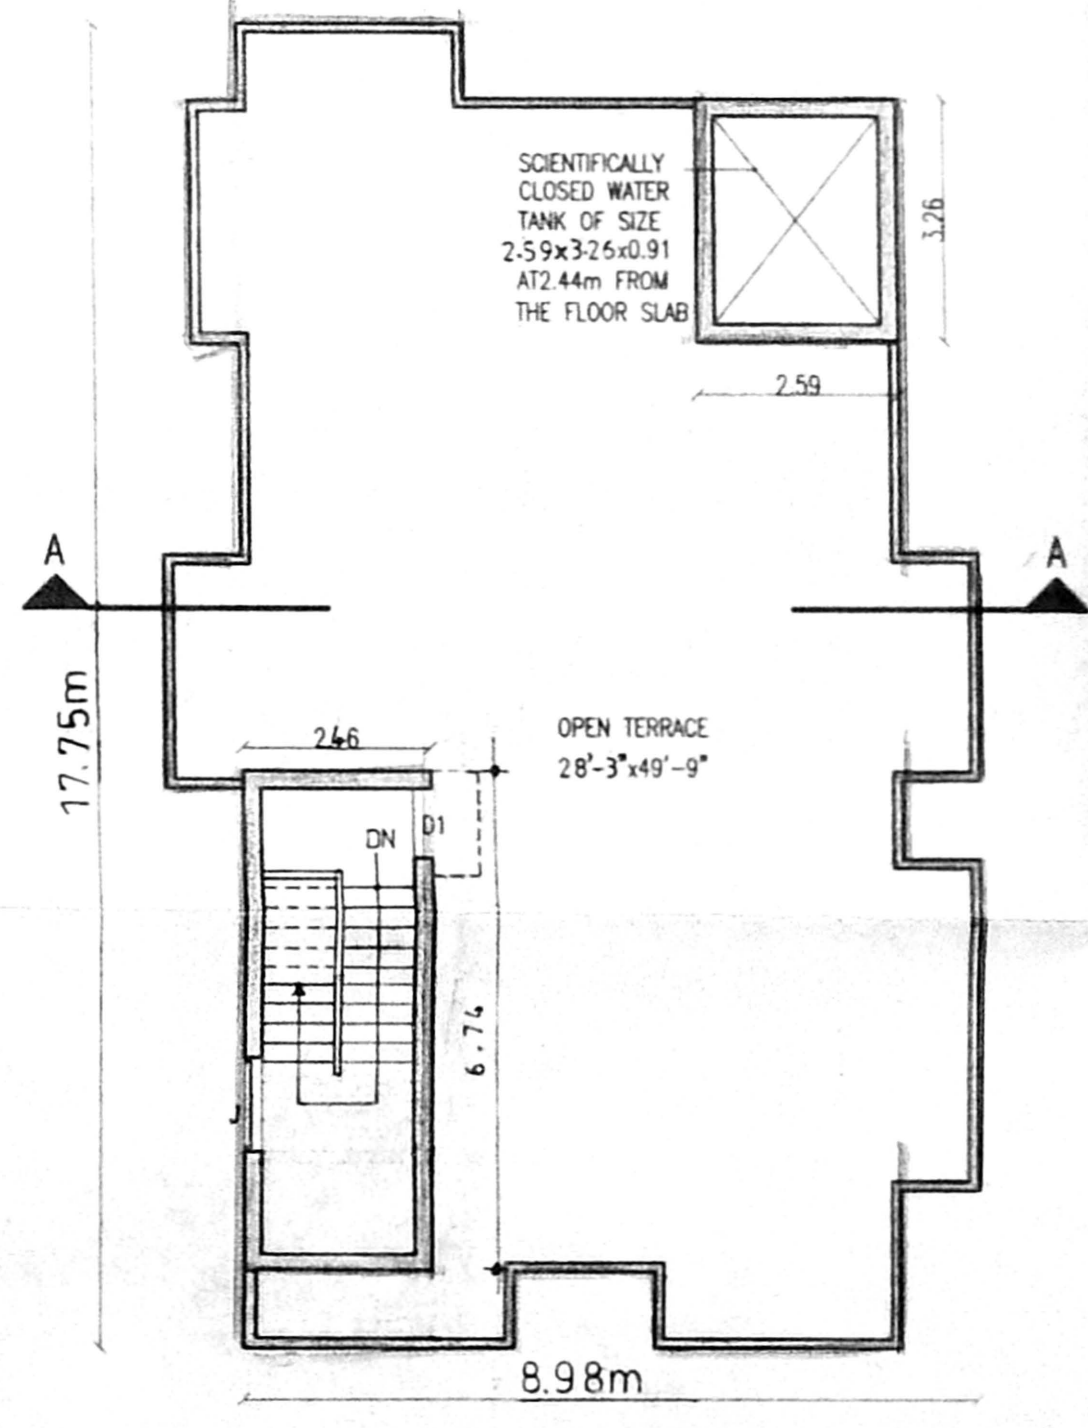 SCIENTIFICALLY
CLOSED WATER
TANK OF SIZE
2.59x3.26x0.91
AT2.44m FROM
THE FLOOR SLAB
3.26
2.59
A
A
17.75m
2.46
OPEN TERRACE
28'-3"x49'-9"
D1
DN
6.74
J
8.98m